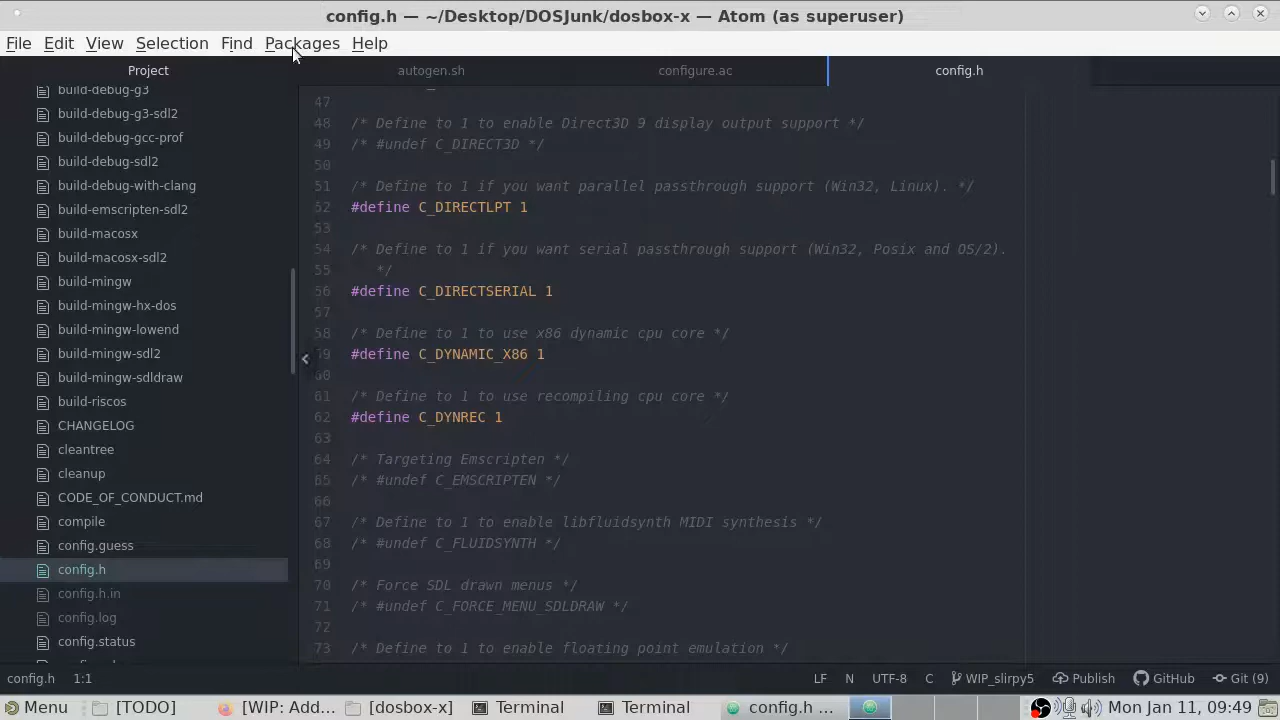 config.h — ~/Desktop/DOSJunk/dosbox-x — Atom (as superuser)
File Edit View Selection Find Packages Help
Project
autogen.sh
configure.ac
config.h
build-debug-g3
build-debug-g3-sdl2
build-debug-gcc-prof
build-debug-sdl2
build-debug-with-clang
build-emscripten-sdl2
build-macosx
build-macosx-sdl2
build-mingw
build-mingw-hx-dos
build-mingw-lowend
build-mingw-sdl2
build-mingw-sdldraw
build-riscos
CHANGELOG
cleantree
cleanup
CODE_OF_CONDUCT.md
compile
config.guess
config.h
config.h.in
config.log
config.status
47
48 /* Define to 1 to enable Direct3D 9 display output support */
49 /* #undef C_DIRECT3D */
50
51 /* Define to 1 if you want parallel passthrough support (Win32, Linux). */
52 #define C_DIRECTLPT 1
53
54 /* Define to 1 if you want serial passthrough support (Win32, Posix and OS/2).
55 */
56 #define C_DIRECTSERIAL 1
57
58 /* Define to 1 to use x86 dynamic cpu core */
59 #define C_DYNAMIC_X86 1
60
61 /* Define to 1 to use recompiling cpu core */
62 #define C_DYNREC 1
63
64 /* Targeting Emscripten */
65 /* #undef C_EMSCRIPTEN */
66
67 /* Define to 1 to enable libfluidsynth MIDI synthesis */
68 /* #undef C_FLUIDSYNTH */
69
70 /* Force SDL drawn menus */
71 /* #undef C_FORCE_MENU_SDLDRAW */
72
73 /* Define to 1 to enable floating point emulation */
config.h 1:1 LF N UTF-8 C WIP_slirpy5 Publish GitHub Git (9)
Menu [TODO] [WIP: Add... [dosbox-x] Terminal Terminal config.h ... Mon Jan 11, 09:49